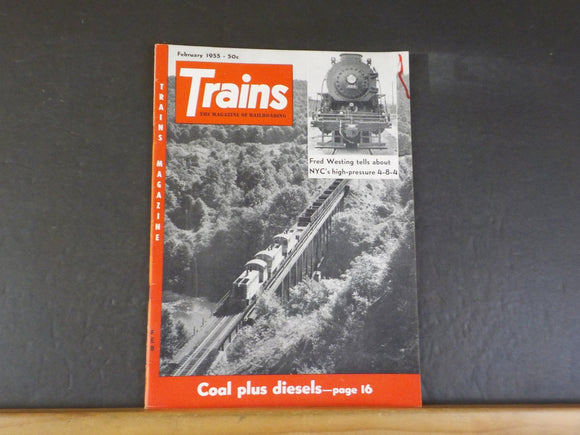 February 1955 - 50c
Trains
THE MAGAZINE OF RAILROADING
Fred Westing tells about
NYC's high-pressure 4-8-4
TRAINS MAGAZINE
FEB
Coal plus diesels—page 16